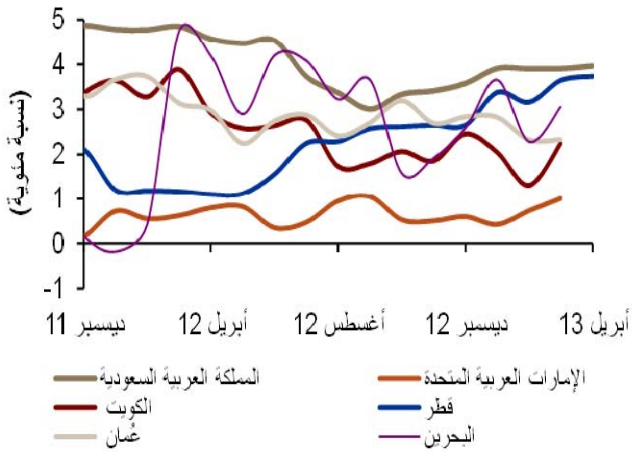 (نسبة مئوية)
5
4
3
2
1
0
-1
ديسمبر 11 أبريل 12 أغسطس 12 ديسمبر 12 أبريل 13
الإمارات العربية المتحدة المملكة العربية السعودية
قطر الكويت
البحرين عُمان